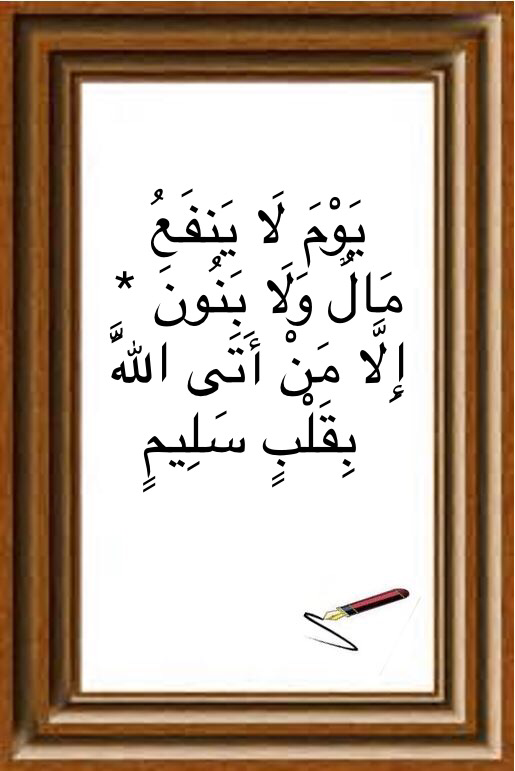 يَوْمَ لَا يَنفَعُ
مَالٌ وَلَا بَنُونَ *
إِلَّا مَنْ أَتَى اللَّهَ
بِقَلْبٍ سَلِيمٍ